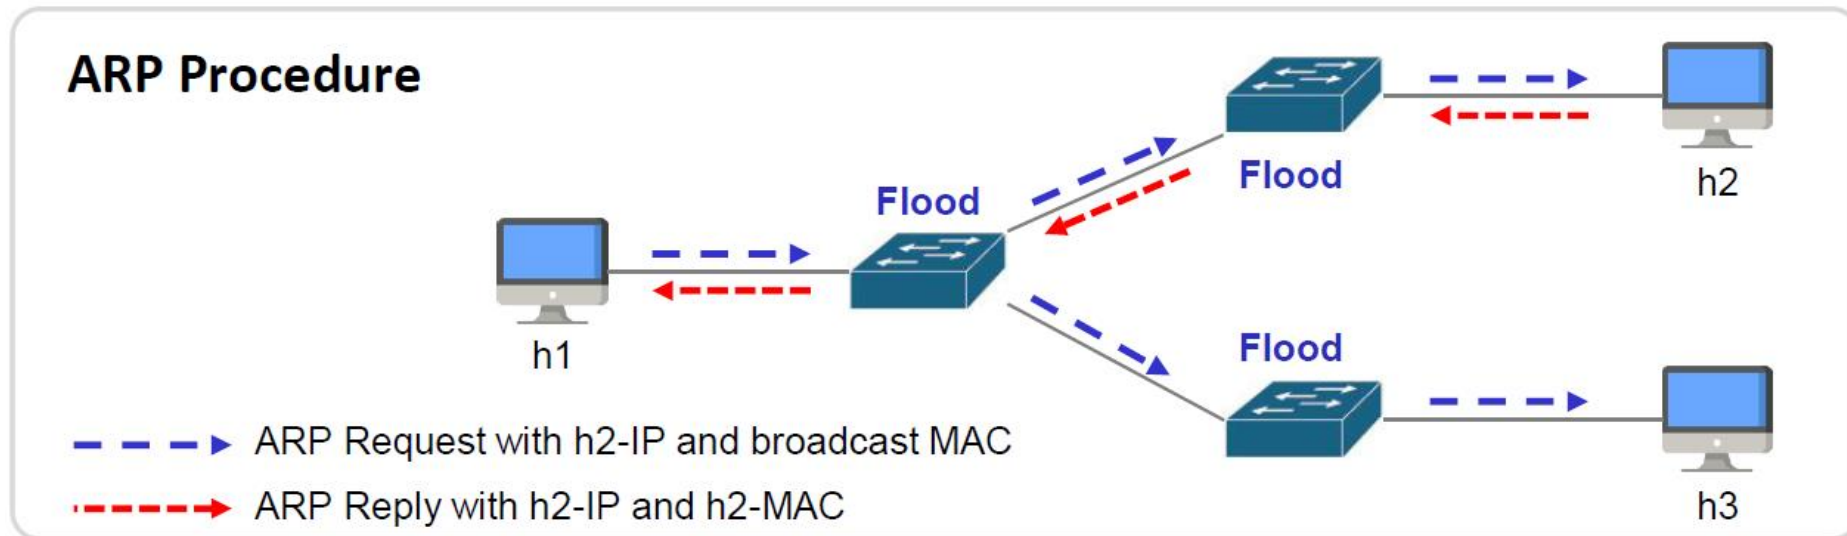 ARP Procedure
Flood
h2
Flood
h1
Flood
ARP Request with h2-IP and broadcast MAC
ARP Reply with h2-IP and h2-MAC
h3